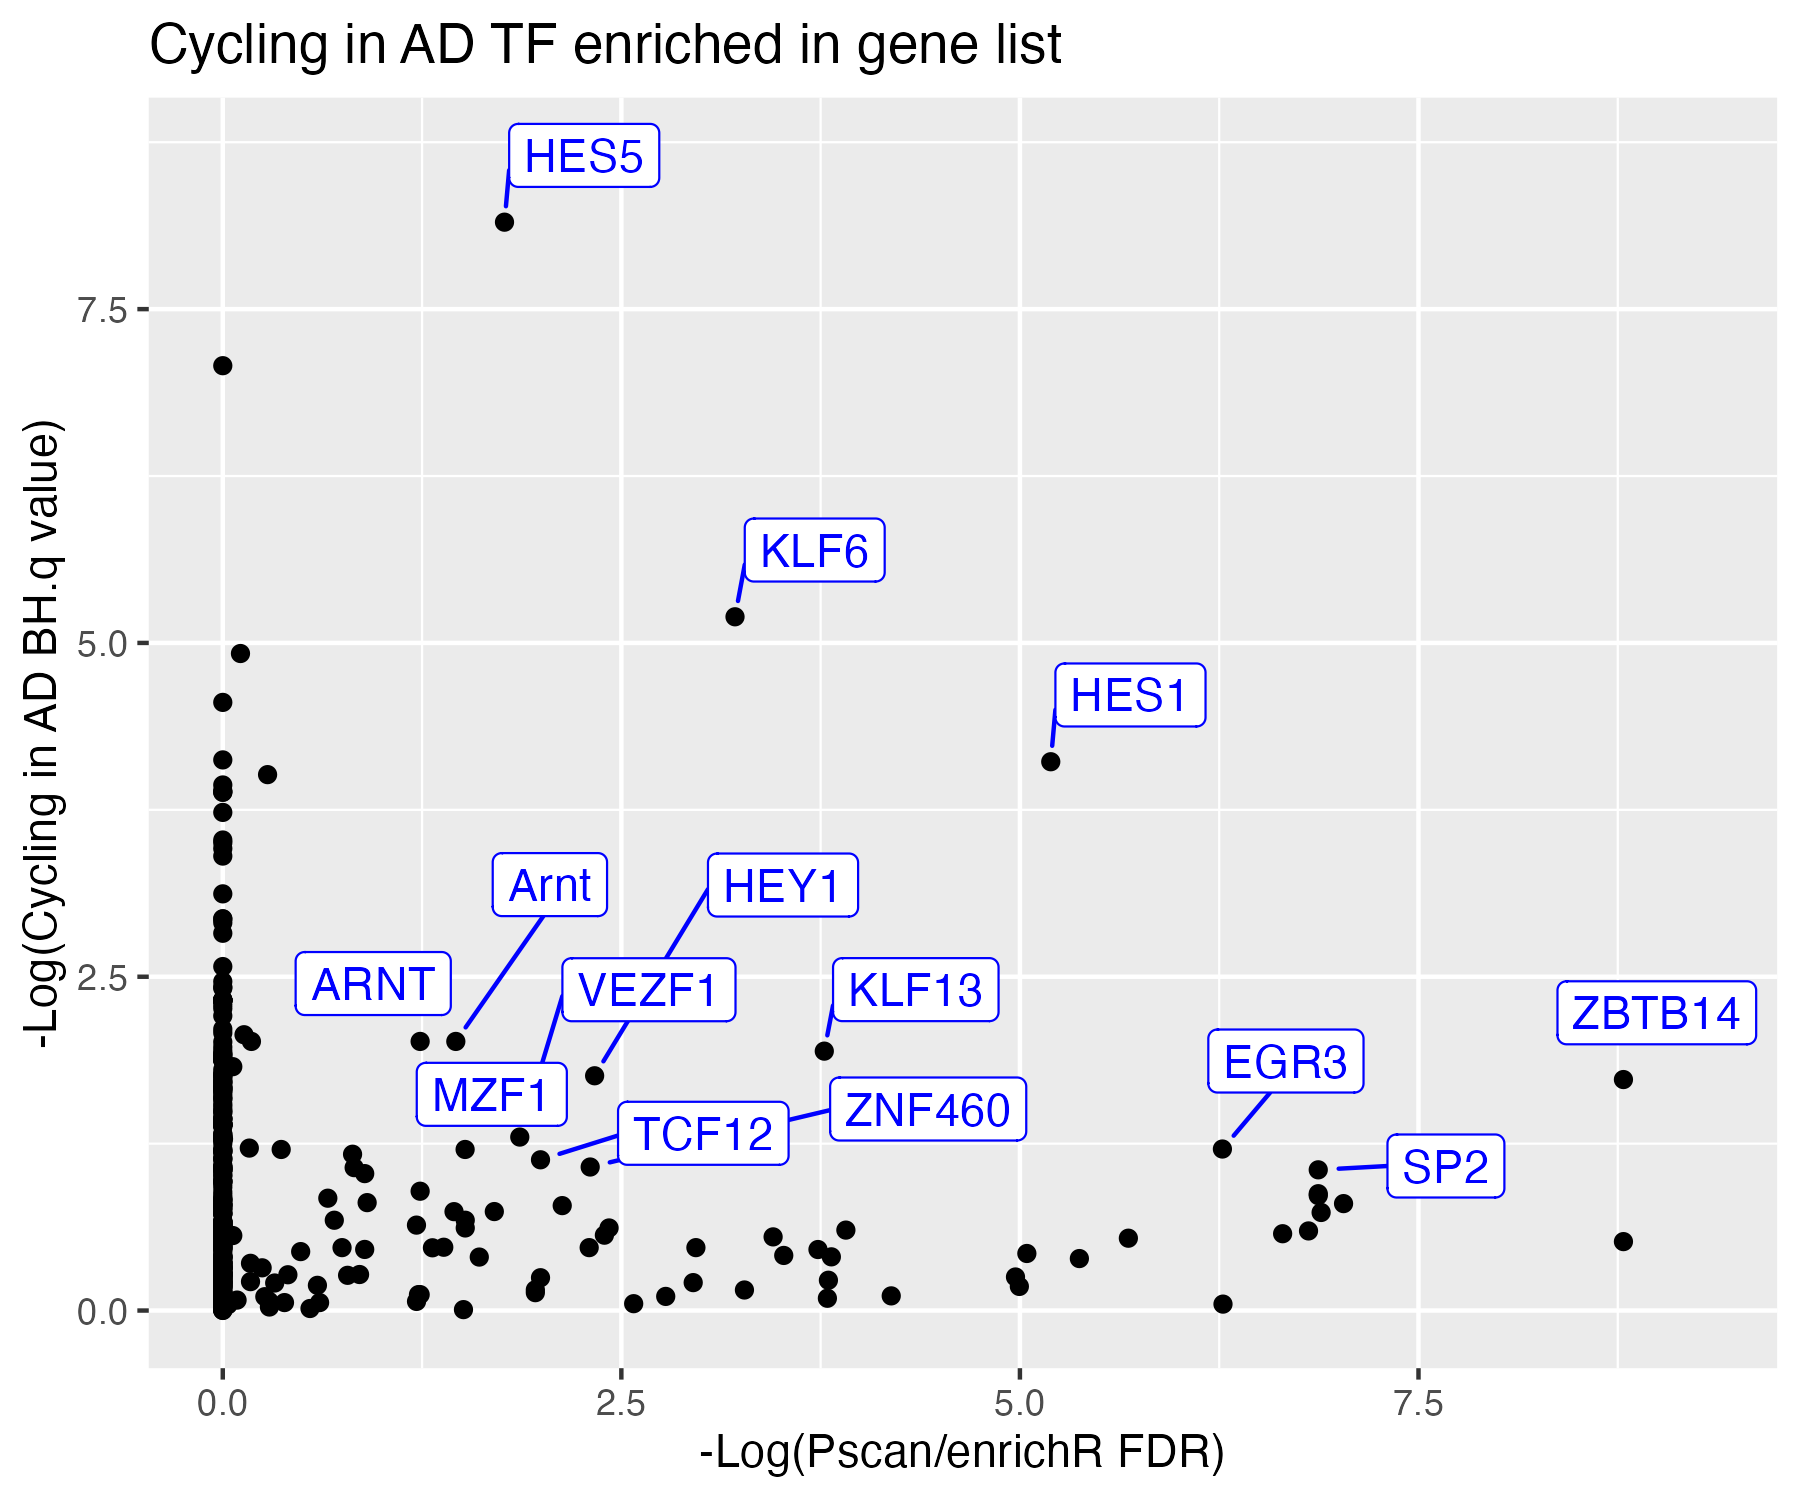 Cycling in AD TF enriched in gene list
HES5
7.5
KLF6
5.0
HES1
Arnt
HEY1
ARNT
VEZF1
KLF13
2.5
ZBTB14
EGR3
MZF1
ZNF460
TCF12
SP2
0.0
-Log(Cycling in AD BH.q value)
0.0
2.5
5.0
7.5
-Log(Pscan/enrichR FDR)